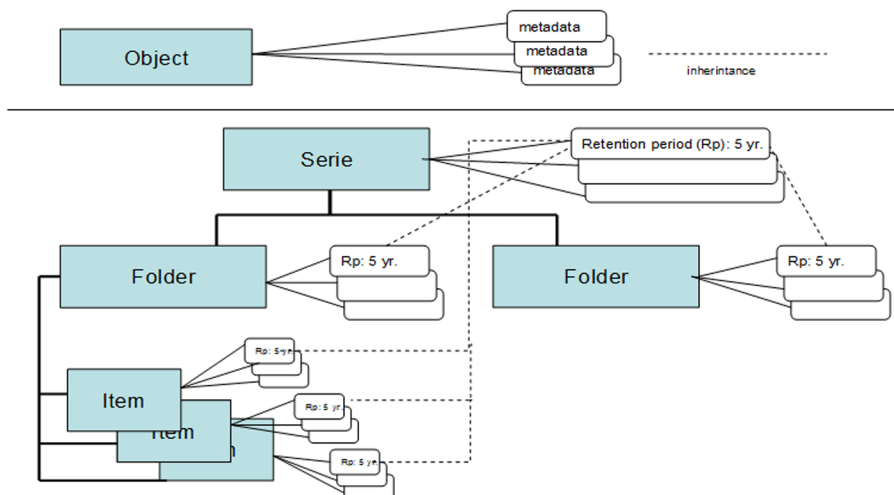 metadata
Object
metadata
metadata
inherintance
Serie
Retention period (Rp): 5 yr.
Folder
Rp: 5 yr.
Folder
Rp: 5 yr.
Rp: 5 yr.
Item
Rp: 5 yr.
Item
Rp: 5 yr.